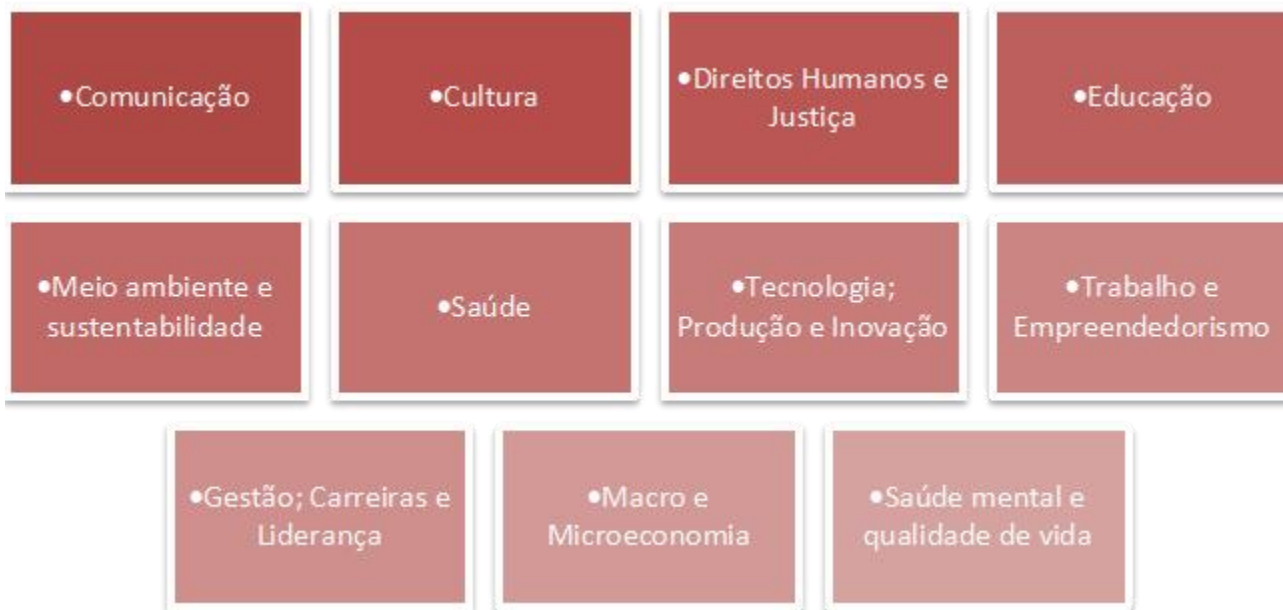 •Comunicação
•Cultura
•Direitos Humanos e
Justiça
•Educação
•Meio ambiente e
sustentabilidade
•Saúde
•Tecnologia;
Produção e Inovação
•Trabalho e
Empreendedorismo
•Gestão; Carreiras e
Liderança
•Macro e
Microeconomia
•Saúde mental e
qualidade de vida